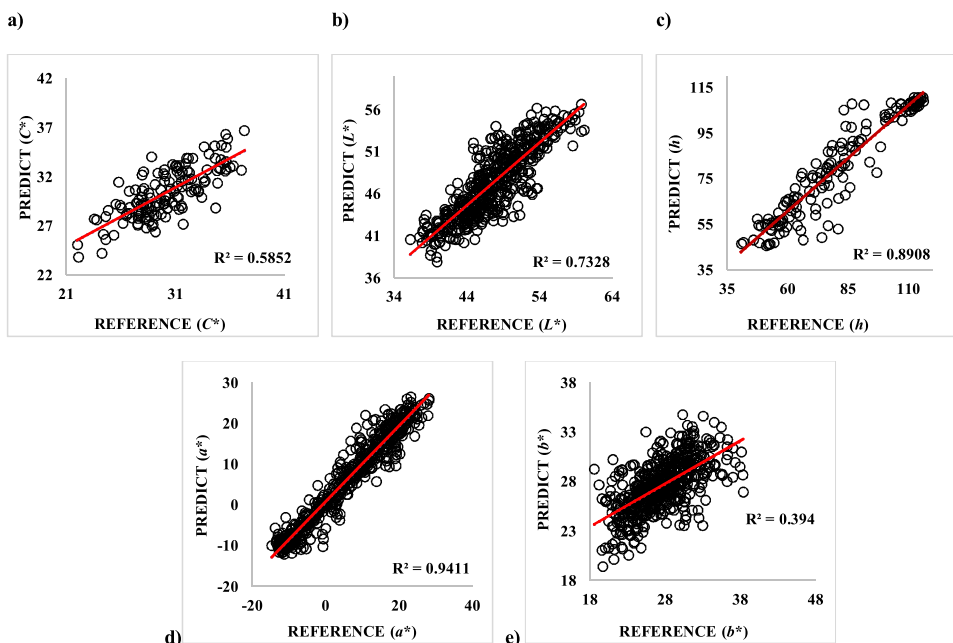 a)
b)
c)
42
37
32
27
22
PREDICT (C*)
R² = 0.5852
21 31 41
REFERENCE (C*)
56
51
46
41
36
PREDICT (L*)
R² = 0.7328
34 44 54 64
REFERENCE (L*)
115
95
75
55
35
PREDICT (h)
R² = 0.8908
35 60 85 110
REFERENCE (h)
30
20
10
0
-10
-20
PREDICT (a*)
R² = 0.9411
-20 0 20 40
d) REFERENCE (a*)
38
33
28
23
18
PREDICT (b*)
R² = 0.394
18 28 38 48
e) REFERENCE (b*)